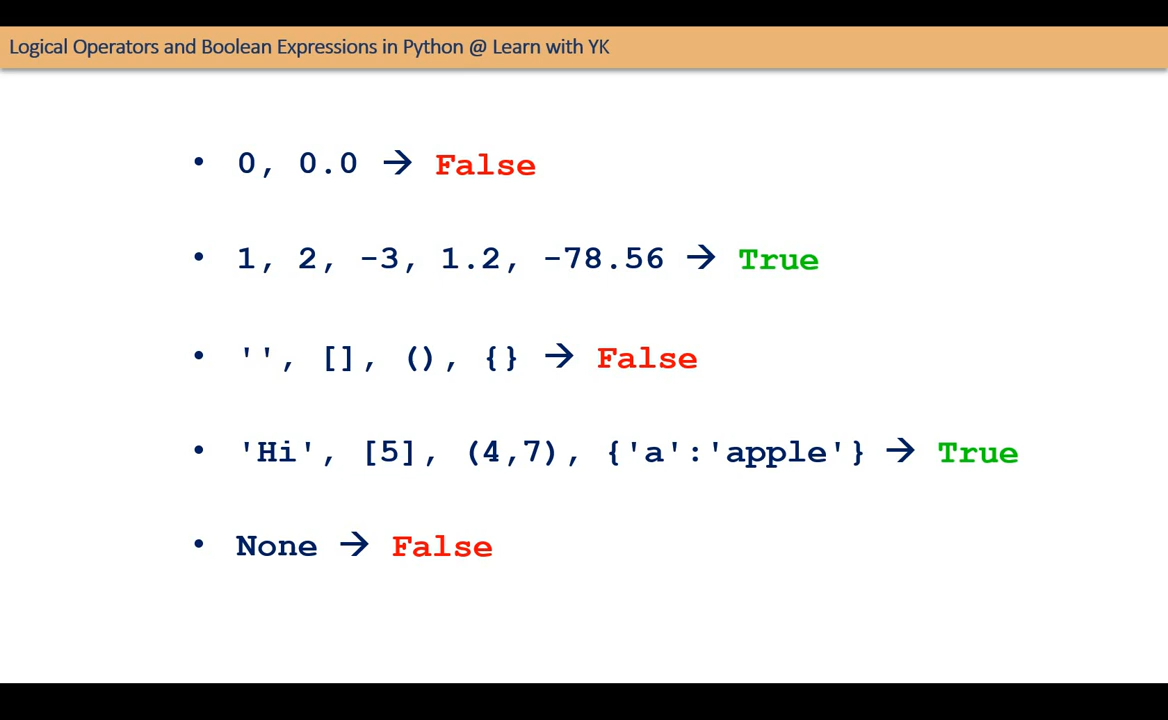 Logical Operators and Boolean Expressions in Python @ Learn with YK
• 0, 0.0 → False
• 1, 2, -3, 1.2, -78.56 → True
• '', [], (), {} → False
• 'Hi', [5], (4,7), {'a':'apple'} → True
• None → False